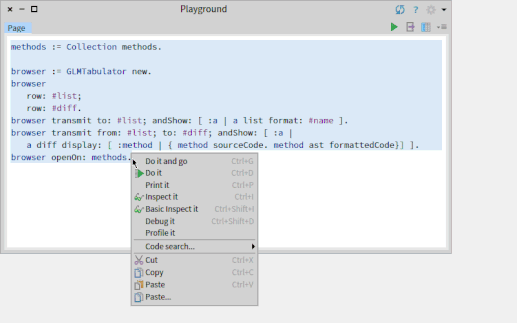 Playground
?
Page
methods := Collection methods.
browser := GLMTabulator new.
browser
row: #list;
row: #diff.
browser transmit to: #list; andShow: [ :a | a list format: #name ].
browser transmit from: #list; to: #diff; andShow: [ :a |
a diff display: [ :method | { method sourceCode. method ast formattedCode}] ].
browser openOn: methods.
Do it and go Ctrl+G
Do it Ctrl+D
Print it Ctrl+P
Inspect it Ctrl+I
Basic Inspect it Ctrl+Shift+I
Debug it Ctrl+Shift+D
Profile it
Code search...
Cut Ctrl+X
Copy Ctrl+C
Paste Ctrl+V
Paste...